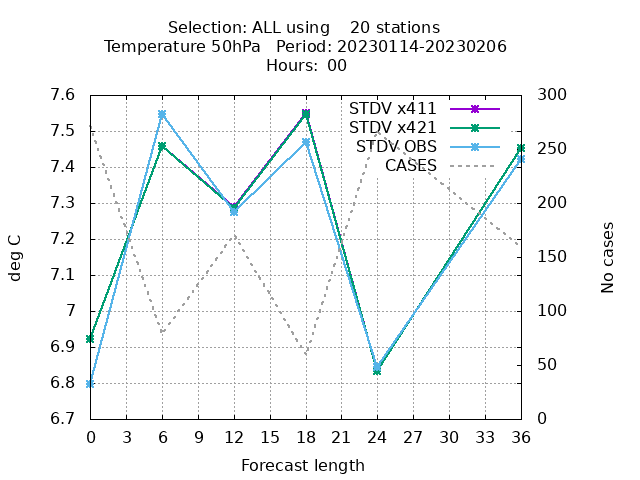 Selection: ALL using    20 stations
Temperature 50hPa   Period: 20230114-20230206
Hours:  00
STDV x411
STDV x421
STDV OBS
CASES
7.6
7.5
7.4
7.3
7.2
7.1
7
6.9
6.8
6.7
deg C
300
250
200
150
100
50
0
No cases
0 3 6 9 12 15 18 21 24 27 30 33 36
Forecast length